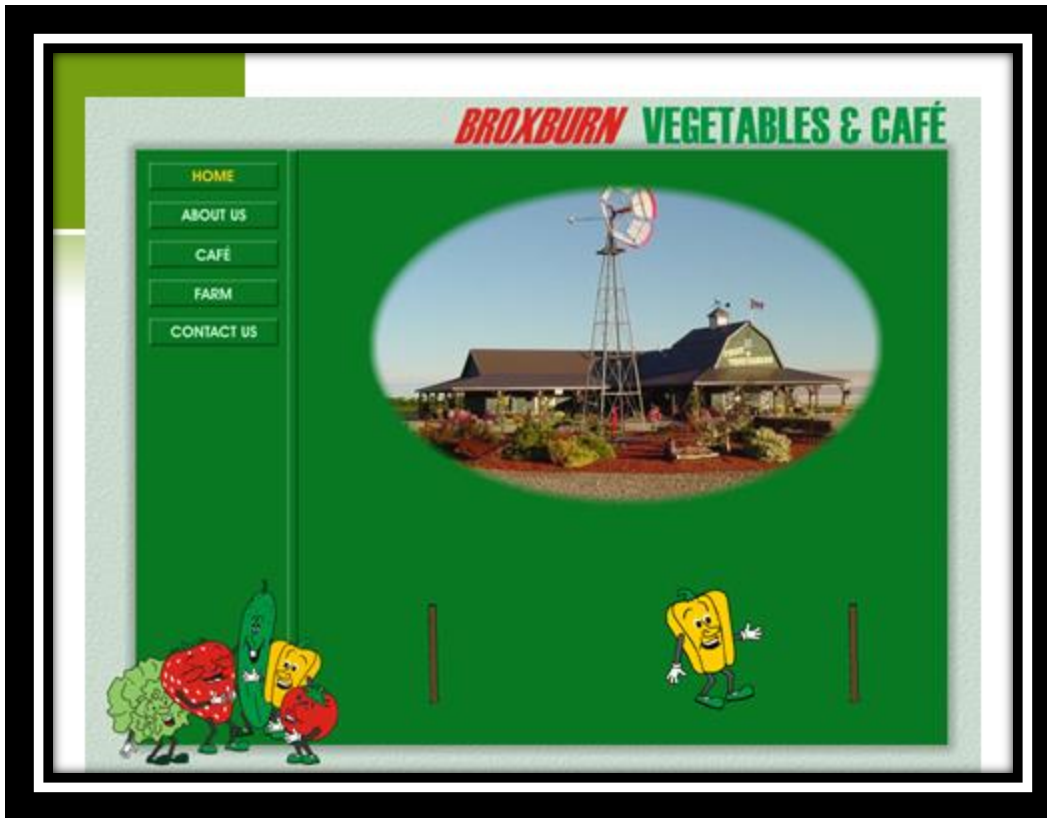 BROXBURN VEGETABLES & CAFÉ
HOME
ABOUT US
CAFÉ
FARM
CONTACT US